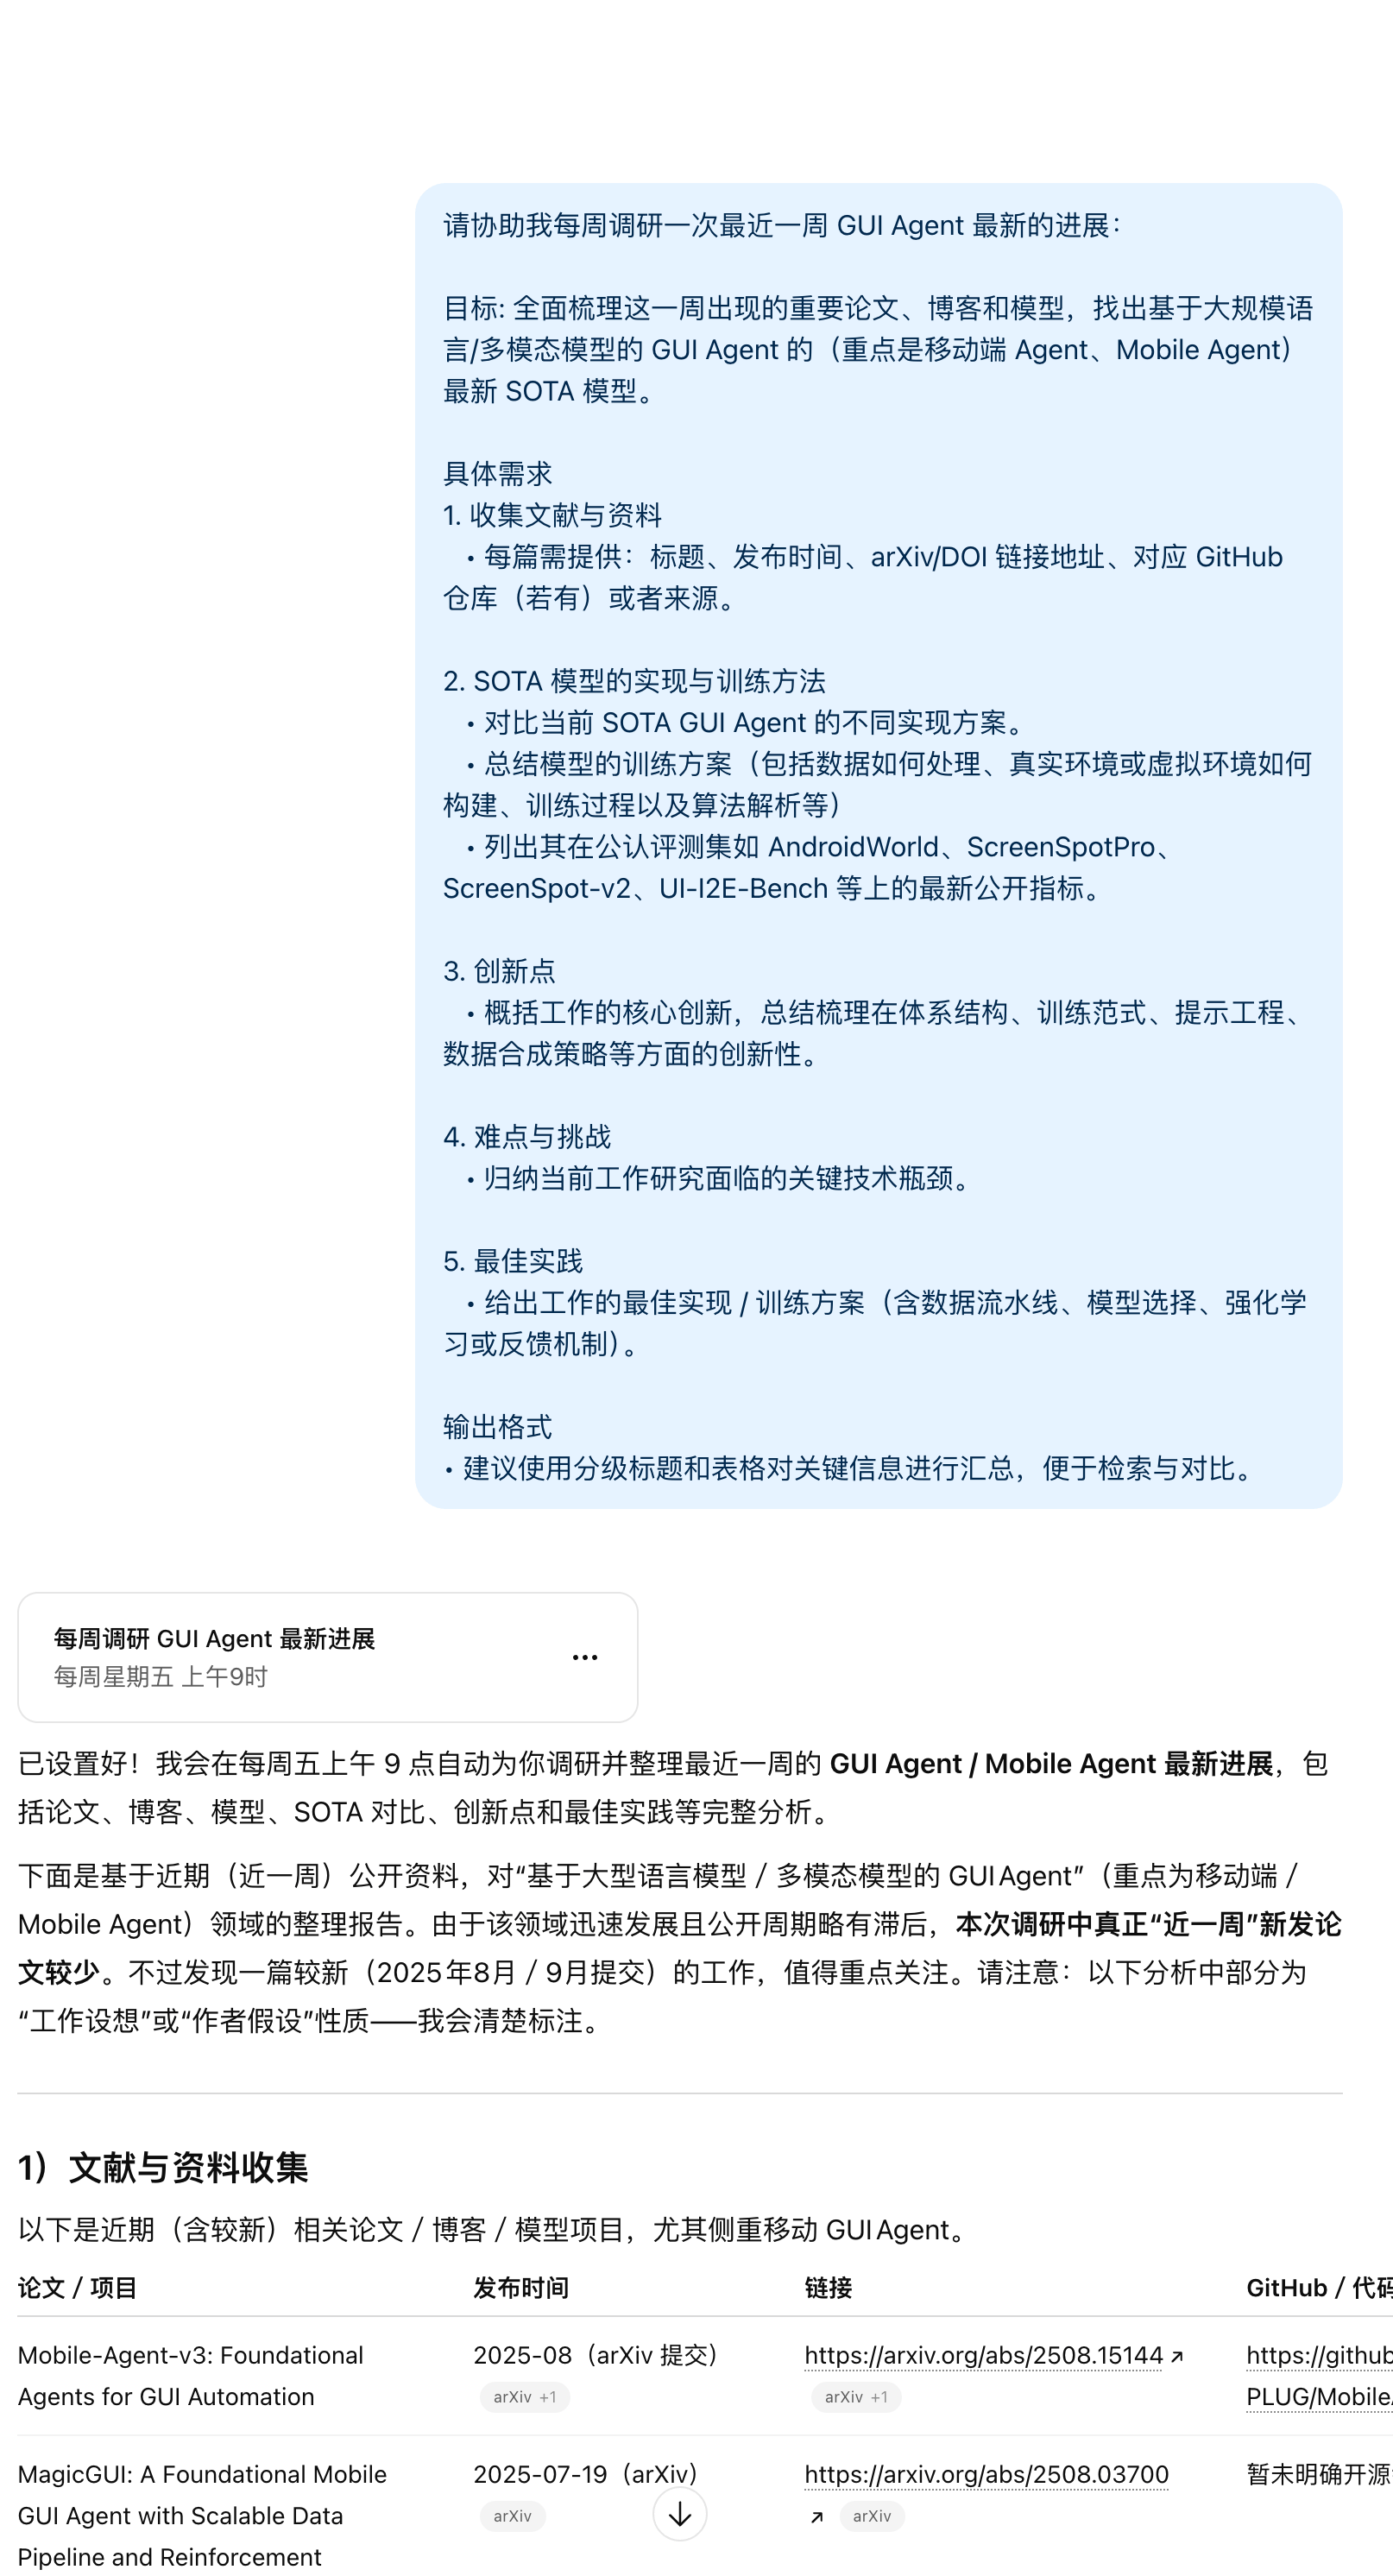 请协助我每周调研一次最近一周 GUI Agent 最新的进展：
目标: 全面梳理这一周出现的重要论文、博客和模型，找出基于大规模语
言/多模态模型的 GUI Agent 的（重点是移动端 Agent、Mobile Agent）
最新 SOTA 模型。
具体需求
1. 收集文献与资料
• 每篇需提供：标题、发布时间、arXiv/DOI 链接地址、对应 GitHub
仓库（若有）或者来源。
2. SOTA 模型的实现与训练方法
• 对比当前 SOTA GUI Agent 的不同实现方案。
• 总结模型的训练方案（包括数据如何处理、真实环境或虚拟环境如何
构建、训练过程以及算法解析等）
• 列出其在公认评测集如 AndroidWorld、ScreenSpotPro、
ScreenSpot-v2、UI-I2E-Bench 等上的最新公开指标。
3. 创新点
• 概括工作的核心创新，总结梳理在体系结构、训练范式、提示工程、
数据合成策略等方面的创新性。
4. 难点与挑战
• 归纳当前工作研究面临的关键技术瓶颈。
5. 最佳实践
• 给出工作的最佳实现 / 训练方案（含数据流水线、模型选择、强化学
习或反馈机制）。
输出格式
• 建议使用分级标题和表格对关键信息进行汇总，便于检索与对比。
每周调研 GUI Agent 最新进展
每周星期五 上午9时
已设置好！我会在每周五上午 9 点自动为你调研并整理最近一周的 GUI Agent / Mobile Agent 最新进展，包
括论文、博客、模型、SOTA 对比、创新点和最佳实践等完整分析。
下面是基于近期（近一周）公开资料，对“基于大型语言模型 / 多模态模型的 GUI Agent”（重点为移动端 /
Mobile Agent）领域的整理报告。由于该领域迅速发展且公开周期略有滞后，本次调研中真正“近一周”新发论
文较少。不过发现一篇较新（2025年8月 / 9月提交）的工作，值得重点关注。请注意：以下分析中部分为
“工作设想”或“作者假设”性质——我会清楚标注。
1）文献与资料收集
以下是近期（含较新）相关论文 / 博客 / 模型项目，尤其侧重移动 GUI Agent。
论文 / 项目 发布时间 链接 GitHub / 代码
Mobile-Agent-v3: Foundational 2025-08（arXiv 提交） https://arxiv.org/abs/2508.15144 https://github
Agents for GUI Automation arXiv +1 arXiv +1 PLUG/Mobile
MagicGUI: A Foundational Mobile 2025-07-19（arXiv） https://arxiv.org/abs/2508.03700 暂未明确开源
GUI Agent with Scalable Data arXiv arXiv
Pipeline and Reinforcement